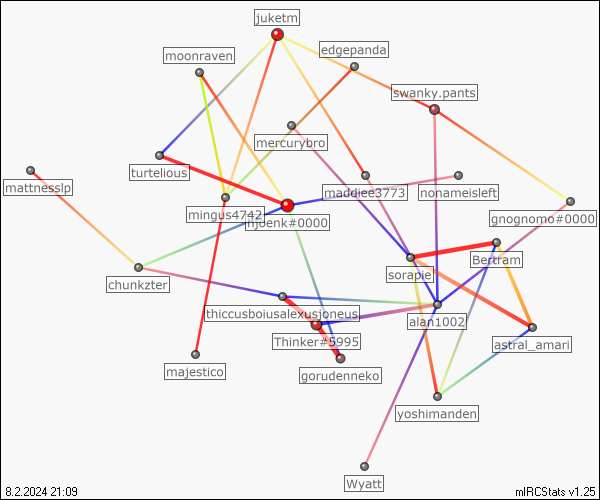 juketm
moonraven
edgepanda
swanky.pants
mercurybro
turtelious
mattnesslp
maddiee3773
nonameisleft
mingus4742
njdenk#0000
gnognomo#0000
Bertram
sorapie
chunkzter
thiccusboiusalexusjoneus
alan1002
Thinker#5995
astral_amari
majestico
gorudenneko
yoshimanden
Wyatt
8.2.2024 21:09
mIRCStats v1.25